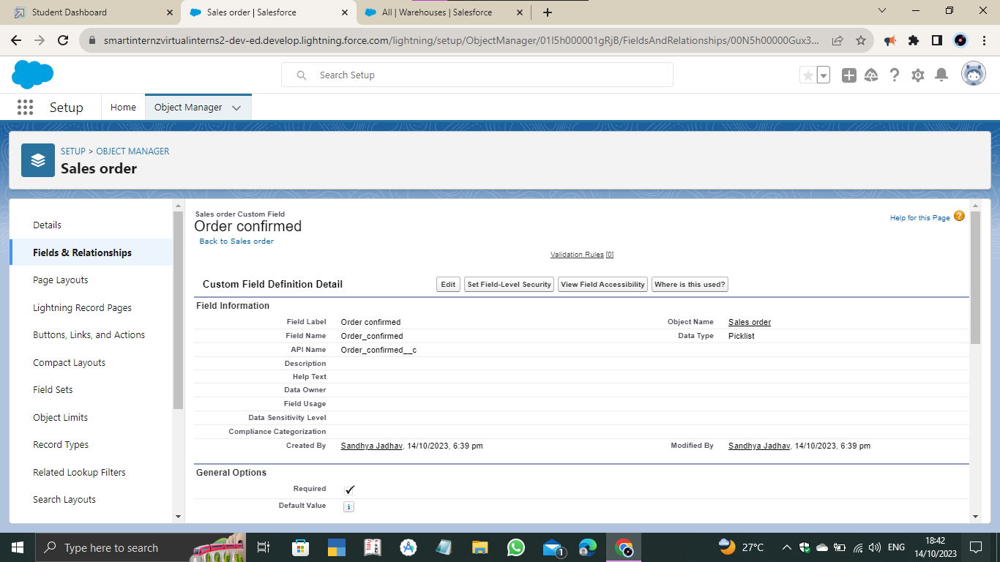 Student Dashboard
Sales order | Salesforce
All | Warehouses | Salesforce
smartinternzvirtualinterns2-dev-ed.develop.lightning.force.com/lightning/setup/ObjectManager/01I5h000001gRjB/FieldsAndRelationships/00N5h00000Gux3...
Search Setup
Setup
Home
Object Manager
SETUP > OBJECT MANAGER
Sales order
Details
Fields & Relationships
Page Layouts
Lightning Record Pages
Buttons, Links, and Actions
Compact Layouts
Field Sets
Object Limits
Record Types
Related Lookup Filters
Search Layouts
Sales order Custom Field
Order confirmed
Back to Sales order
Help for this Page
Validation Rules [0]
Custom Field Definition Detail
Edit
Set Field-Level Security
View Field Accessibility
Where is this used?
Field Information
Field Label Order confirmed Object Name Sales order
Field Name Order_confirmed Data Type Picklist
API Name Order_confirmed__c
Description
Help Text
Data Owner
Field Usage
Data Sensitivity Level
Compliance Categorization
Created By Sandhya Jadhav, 14/10/2023, 6:39 pm Modified By Sandhya Jadhav, 14/10/2023, 6:39 pm
General Options
Required
Default Value
Type here to search
1
27°C
ENG
18:42
14/10/2023